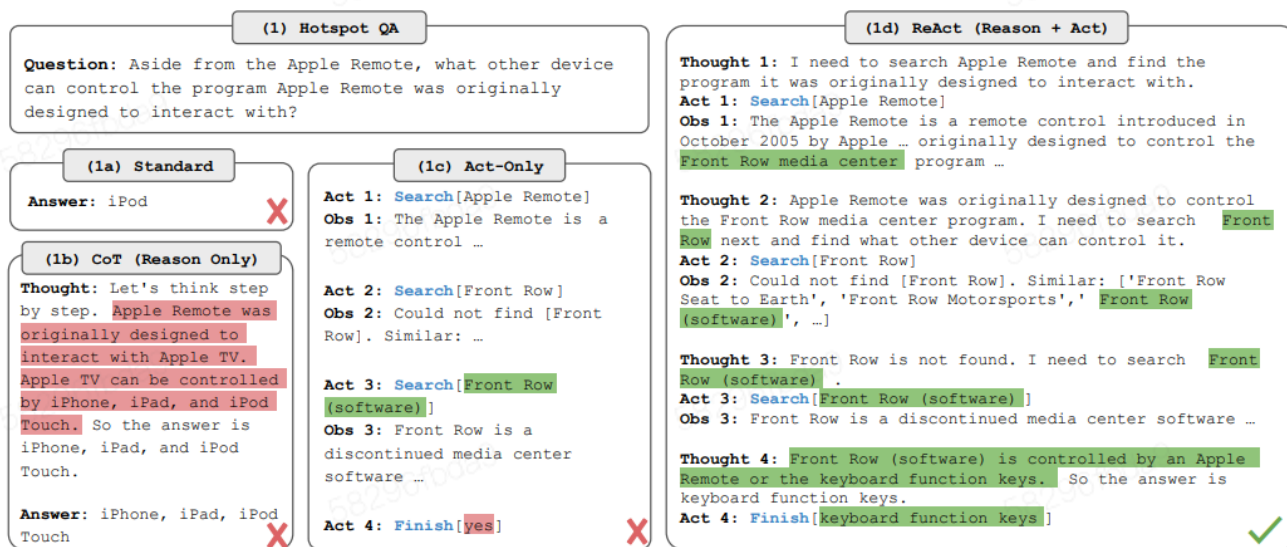 (1) Hotspot QA
Question: Aside from the Apple Remote, what other device
can control the program Apple Remote was originally
designed to interact with?
(1a) Standard
Answer: iPod
(1b) CoT (Reason Only)
Thought: Let's think step
by step. Apple Remote was
originally designed to
interact with Apple TV.
Apple TV can be controlled
by iPhone, iPad, and iPod
Touch. So the answer is
iPhone, iPad, and iPod
Touch.
Answer: iPhone, iPad, iPod
Touch
(1c) Act-Only
Act 1: Search[Apple Remote]
Obs 1: The Apple Remote is a
remote control …
Act 2: Search[Front Row]
Obs 2: Could not find [Front
Row]. Similar: …
Act 3: Search[Front Row
(software)]
Obs 3: Front Row is a
discontinued media center
software …
Act 4: Finish[yes]
(1d) ReAct (Reason + Act)
Thought 1: I need to search Apple Remote and find the
program it was originally designed to interact with.
Act 1: Search[Apple Remote]
Obs 1: The Apple Remote is a remote control introduced in
October 2005 by Apple … originally designed to control the
Front Row media center program …
Thought 2: Apple Remote was originally designed to control
the Front Row media center program. I need to search Front
Row next and find what other device can control it.
Act 2: Search[Front Row]
Obs 2: Could not find [Front Row]. Similar: ['Front Row
Seat to Earth', 'Front Row Motorsports',' Front Row
(software)', …]
Thought 3: Front Row is not found. I need to search Front
Row (software) .
Act 3: Search[Front Row (software) ]
Obs 3: Front Row is a discontinued media center software …
Thought 4: Front Row (software) is controlled by an Apple
Remote or the keyboard function keys. So the answer is
keyboard function keys.
Act 4: Finish[keyboard function keys ]